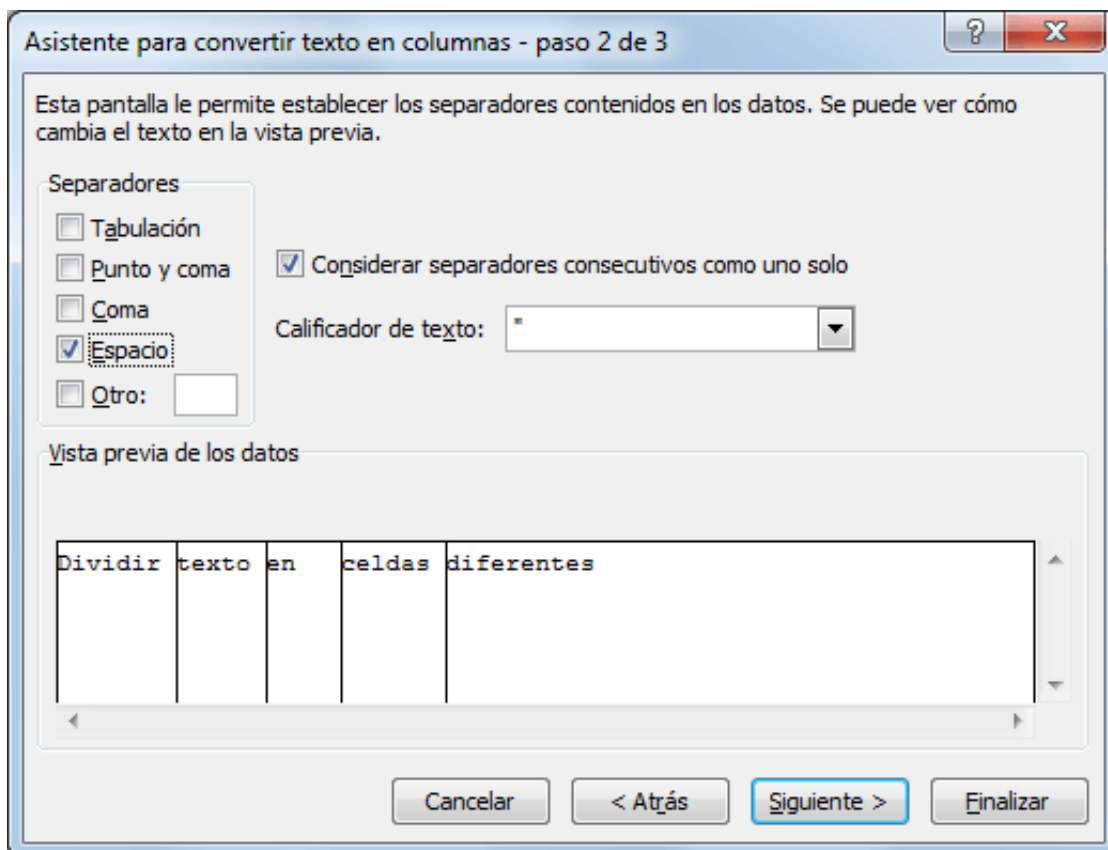 Asistente para convertir texto en columnas - paso 2 de 3
Esta pantalla le permite establecer los separadores contenidos en los datos. Se puede ver cómo
cambia el texto en la vista previa.
Separadores
Tabulación
Punto y coma
Coma
Espacio
Otro:
Considerar separadores consecutivos como uno solo
Calificador de texto: "
Vista previa de los datos
Dividir texto en celdas diferentes
Cancelar < Atrás Siguiente > Finalizar